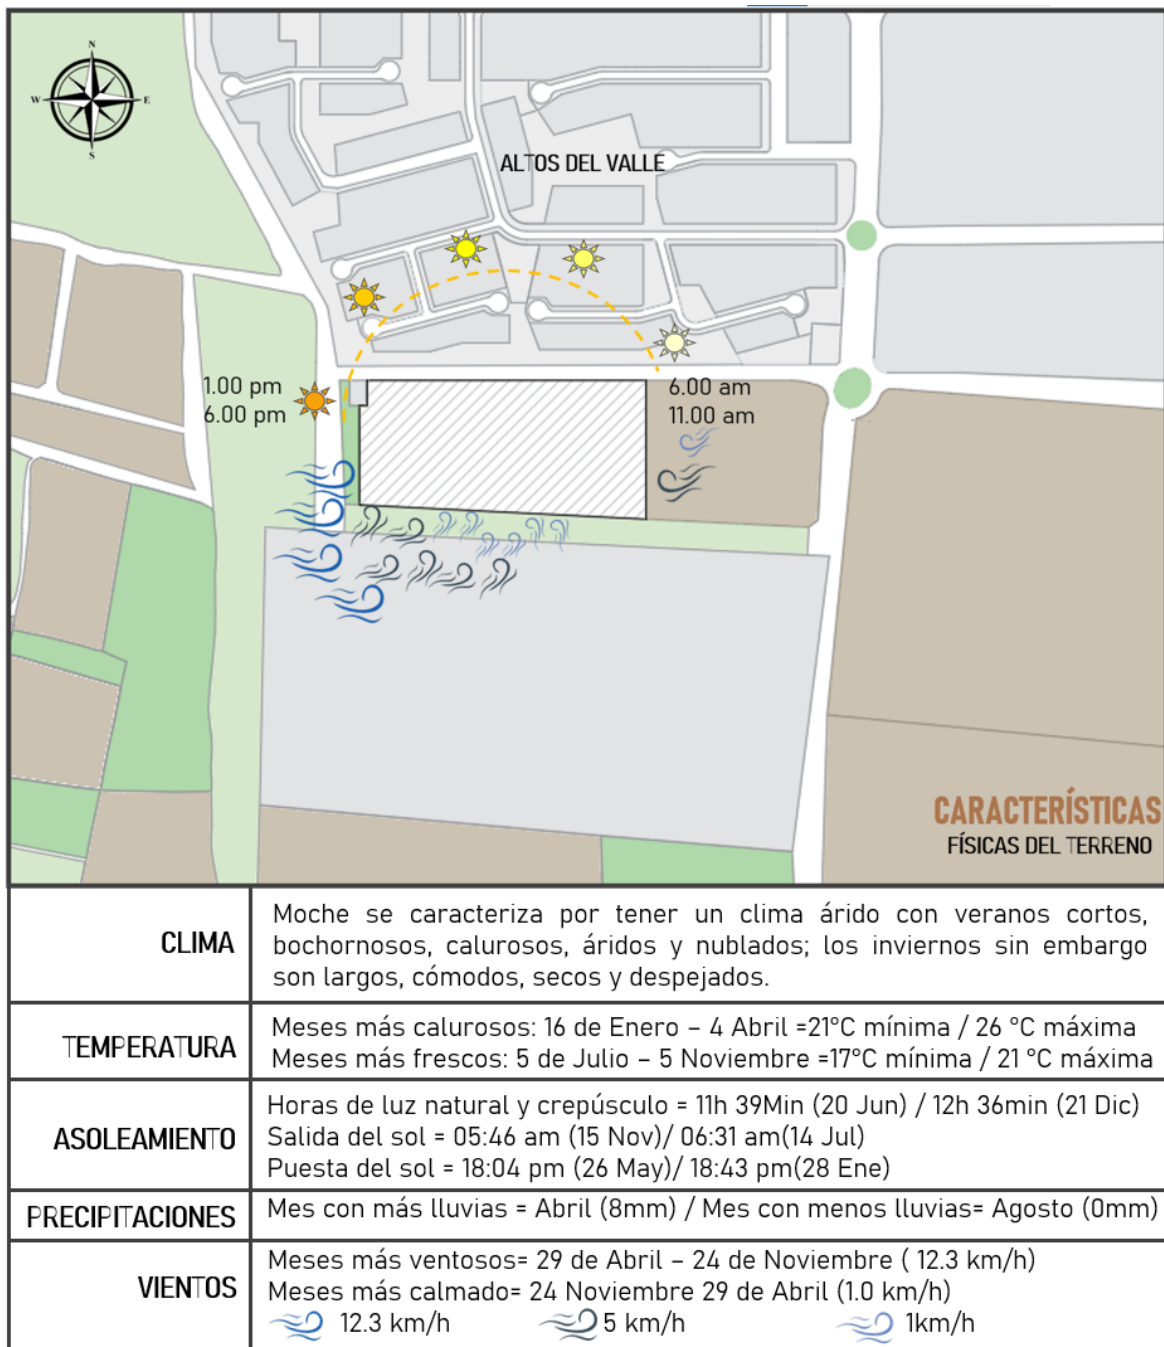 N
W
E
S
ALTOS DEL VALLE
1.00 pm
6.00 pm
6.00 am
11.00 am
CARACTERÍSTICAS
FÍSICAS DEL TERRENO
CLIMA
Moche se caracteriza por tener un clima árido con veranos cortos,
bochornosos, calurosos, áridos y nublados; los inviernos sin embargo
son largos, cómodos, secos y despejados.
TEMPERATURA
Meses más calurosos: 16 de Enero – 4 Abril =21°C mínima / 26 °C máxima
Meses más frescos: 5 de Julio – 5 Noviembre =17°C mínima / 21 °C máxima
ASOLEAMIENTO
Horas de luz natural y crepúsculo = 11h 39Min (20 Jun) / 12h 36min (21 Dic)
Salida del sol = 05:46 am (15 Nov)/ 06:31 am(14 Jul)
Puesta del sol = 18:04 pm (26 May)/ 18:43 pm(28 Ene)
PRECIPITACIONES
Mes con más lluvias = Abril (8mm) / Mes con menos lluvias= Agosto (0mm)
VIENTOS
Meses más ventosos= 29 de Abril – 24 de Noviembre ( 12.3 km/h)
Meses más calmado= 24 Noviembre 29 de Abril (1.0 km/h)
12.3 km/h 5 km/h 1km/h